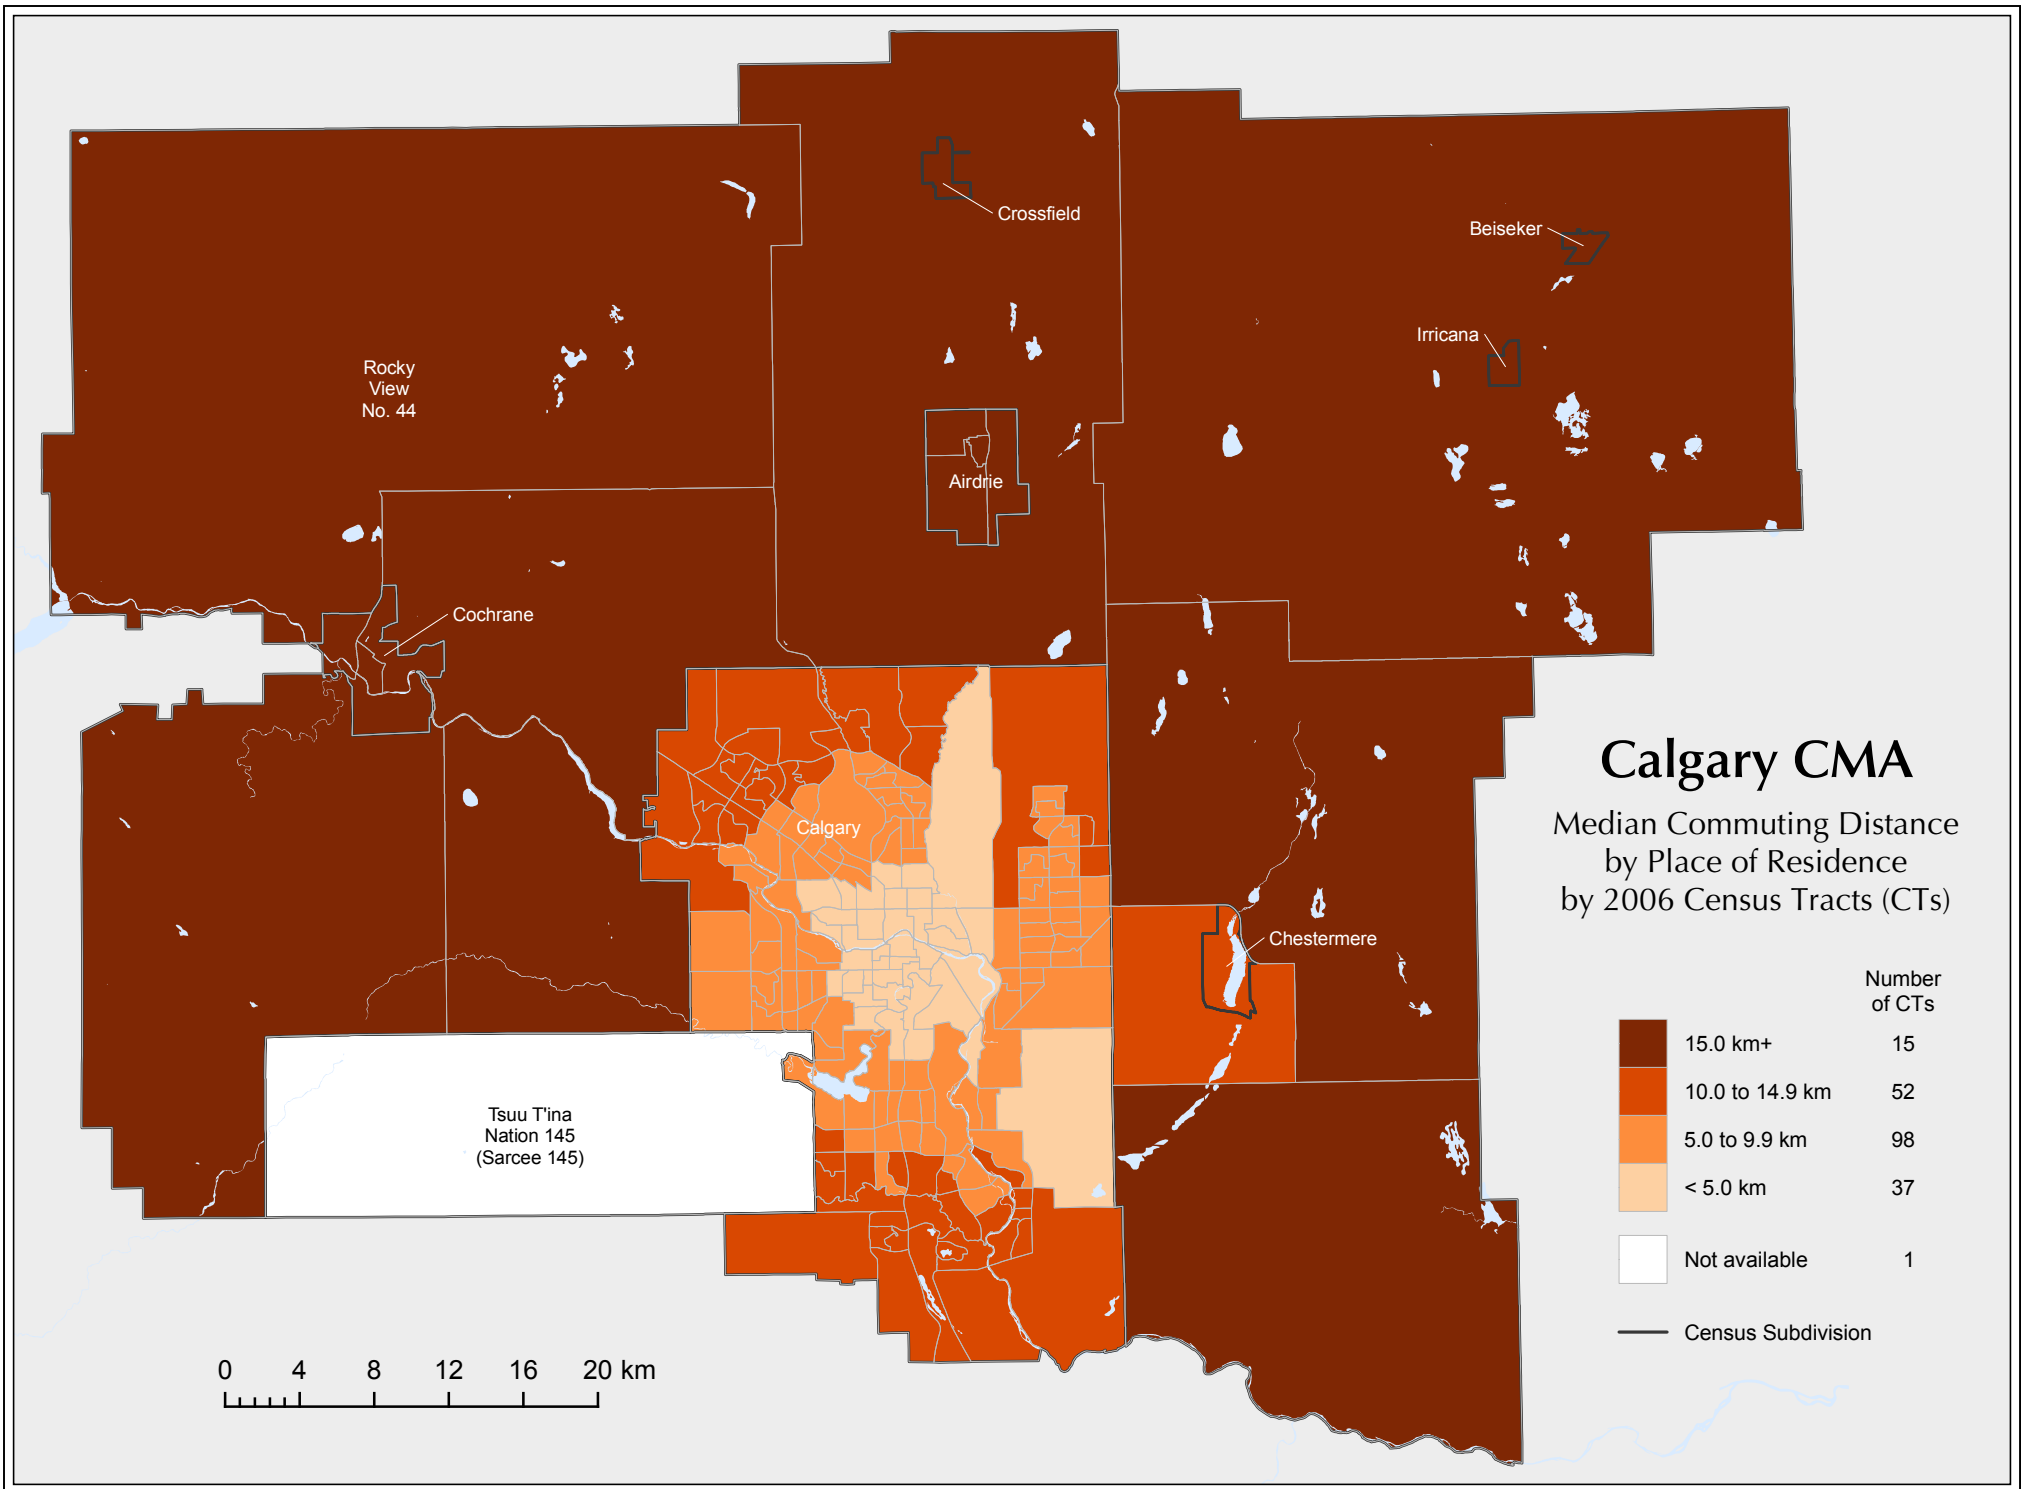 Crossfield
Beiseker
Irricana
Rocky
View
No. 44
Airdrie
Cochrane
Calgary
Chestermere
Tsuu T'ina
Nation 145
(Sarcee 145)
Calgary CMA
Median Commuting Distance
by Place of Residence
by 2006 Census Tracts (CTs)
Number
of CTs
15.0 km+ 15
10.0 to 14.9 km 52
5.0 to 9.9 km 98
< 5.0 km 37
Not available 1
Census Subdivision
0 4 8 12 16 20 km